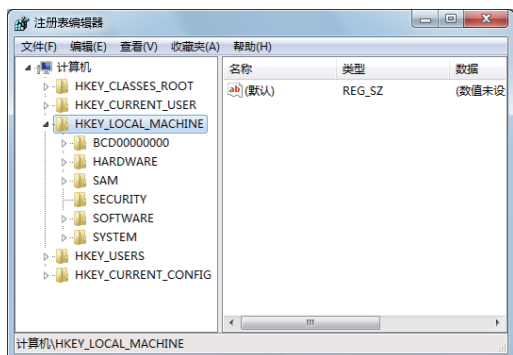 注册表编辑器
文件(F) 编辑(E) 查看(V) 收藏夹(A) 帮助(H)
计算机
HKEY_CLASSES_ROOT
HKEY_CURRENT_USER
HKEY_LOCAL_MACHINE
BCD00000000
HARDWARE
SAM
SECURITY
SOFTWARE
SYSTEM
HKEY_USERS
HKEY_CURRENT_CONFIG
名称 类型 数据
ab (默认) REG_SZ (数值未设
计算机\HKEY_LOCAL_MACHINE